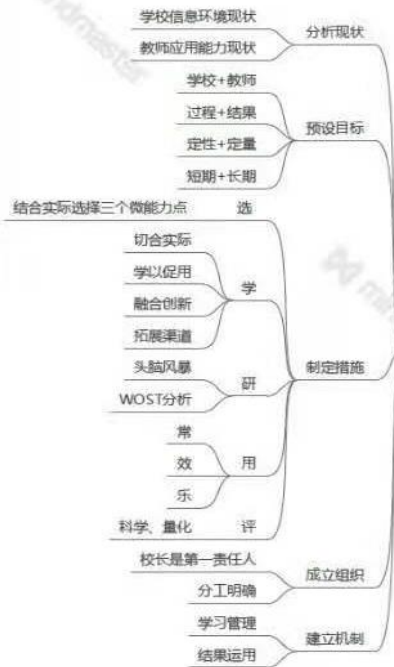 学校信息环境现状
教师应用能力现状
分析现状
学校+教师
过程+结果
定性+定量
短期+长期
预设目标
结合实际选择三个微能力点
选
切合实际
学以促用
融合创新
拓展渠道
学
头脑风暴
WOST分析
研
常
效
乐
用
科学、量化
评
制定措施
校长是第一责任人
分工明确
成立组织
学习管理
结果运用
建立机制